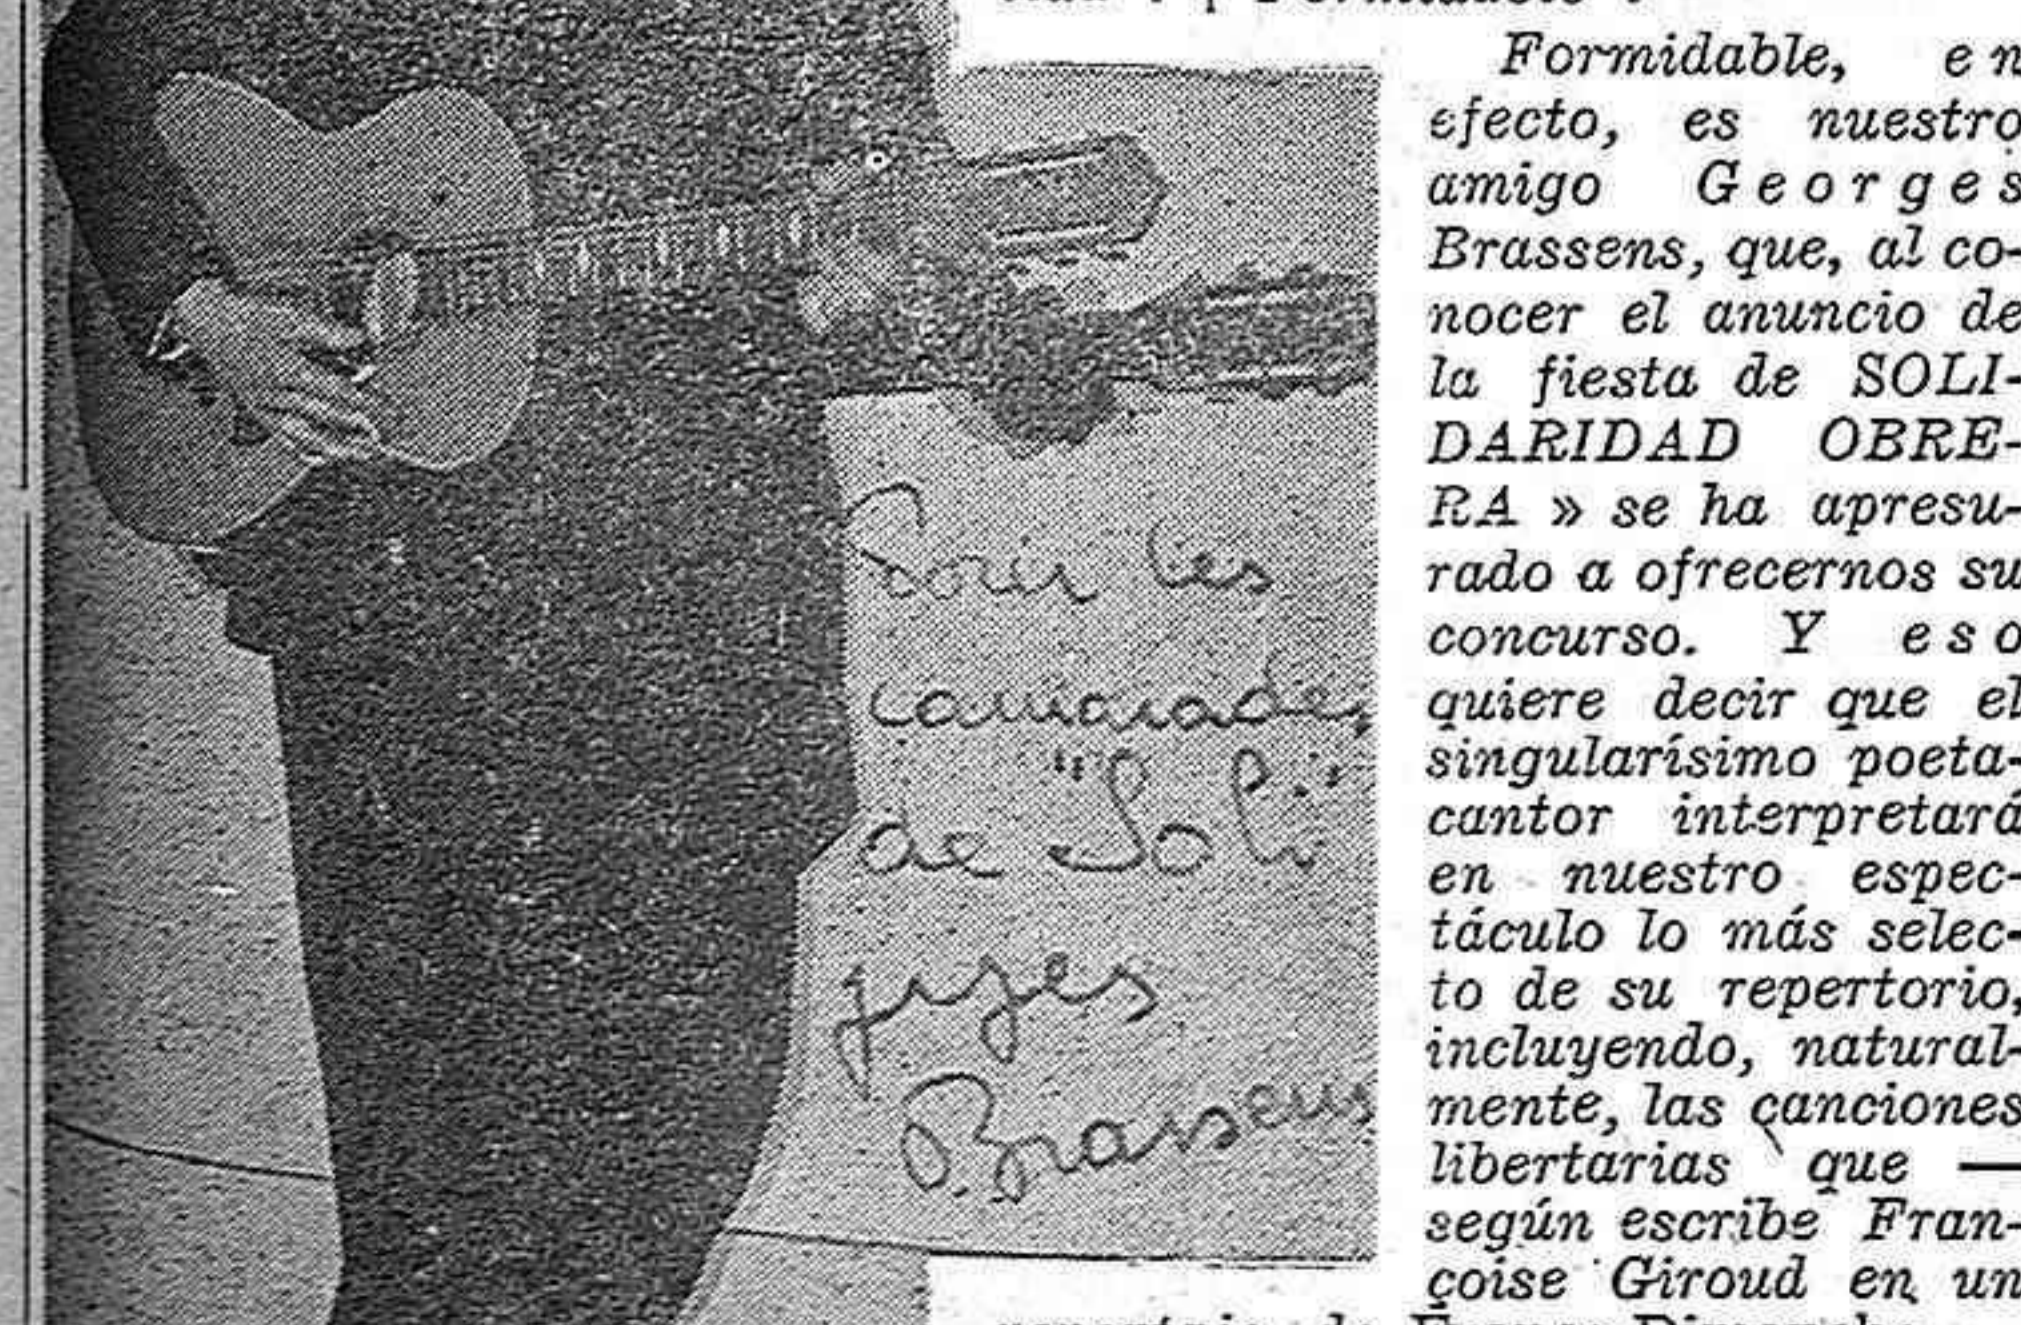 Formidable, en
efecto, es nuestro
amigo Georges
Brassens, que, al co-
nocer el anuncio de
la fiesta de SOLI-
DARIDAD OBRE-
RA » se ha apresu-
rado a ofrecernos su
concurso. Y eso
quiere decir que el
singularísimo poeta-
cantor interpretará
en nuestro espec-
táculo lo más selec-
to de su repertorio,
incluyendo, natural-
mente, las canciones
libertarias que —
según escribe Fran-
çoise Giroud en un
Pour les
camarades
de "Soli"
Brassens